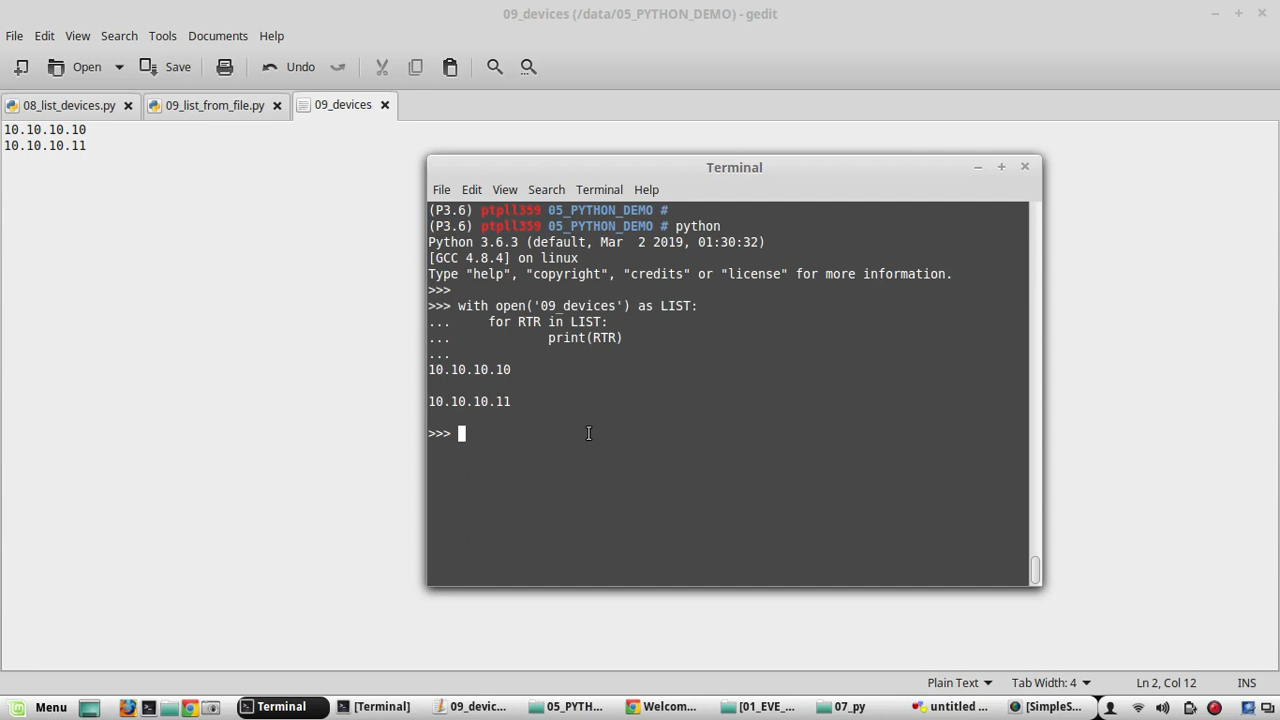 09_devices (/data/05_PYTHON_DEMO) - gedit
File Edit View Search Tools Documents Help
Open Save Undo
08_list_devices.py 09_list_from_file.py 09_devices
10.10.10.10
10.10.10.11
Terminal
File Edit View Search Terminal Help
(P3.6) ptpll359 05_PYTHON_DEMO #
(P3.6) ptpll359 05_PYTHON_DEMO # python
Python 3.6.3 (default, Mar  2 2019, 01:30:32)
[GCC 4.8.4] on linux
Type "help", "copyright", "credits" or "license" for more information.
>>>
>>> with open('09_devices') as LIST:
...     for RTR in LIST:
...             print(RTR)
...
10.10.10.10
10.10.10.11
>>>
Plain Text Tab Width: 4 Ln 2, Col 12 INS
Menu Terminal [Terminal] 09_devic... 05_PYTH... Welcom... [01_EVE_... 07_py untitled ... [SimpleS...